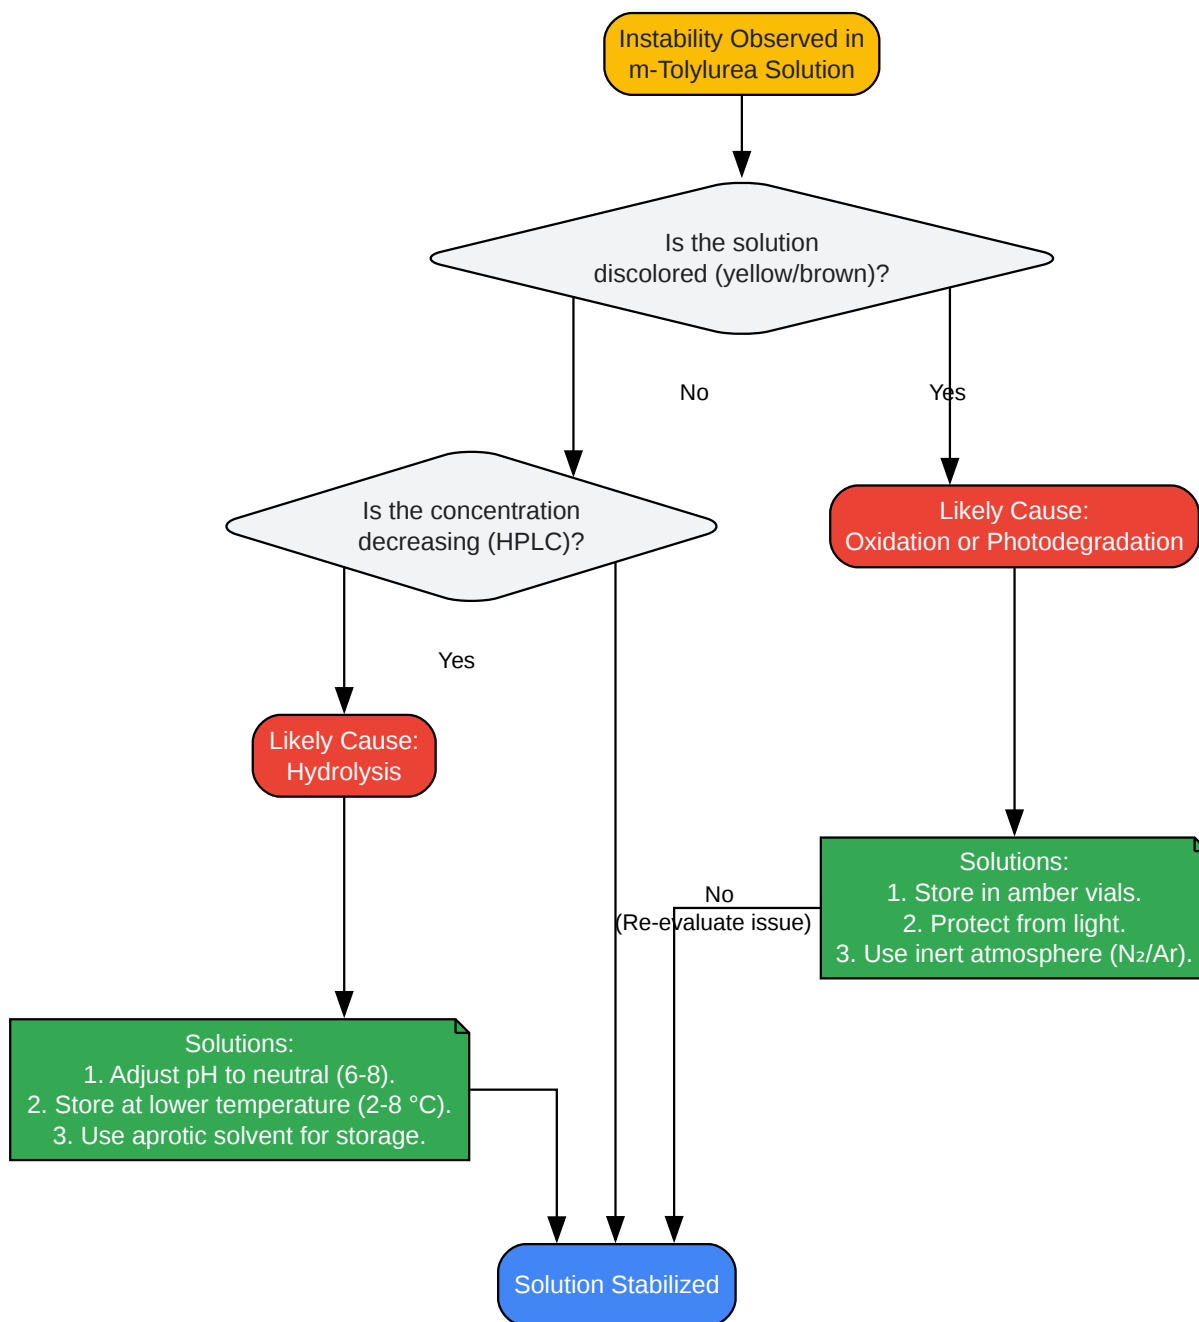 Instability Observed in
m-Tolylurea Solution
Is the solution
discolored (yellow/brown)?
No
Yes
Is the concentration
decreasing (HPLC)?
Likely Cause:
Oxidation or Photodegradation
Yes
Likely Cause:
Hydrolysis
Solutions:
1. Store in amber vials.
2. Protect from light.
3. Use inert atmosphere (N₂/Ar).
No
(Re-evaluate issue)
Solutions:
1. Adjust pH to neutral (6-8).
2. Store at lower temperature (2-8 °C).
3. Use aprotic solvent for storage.
Solution Stabilized